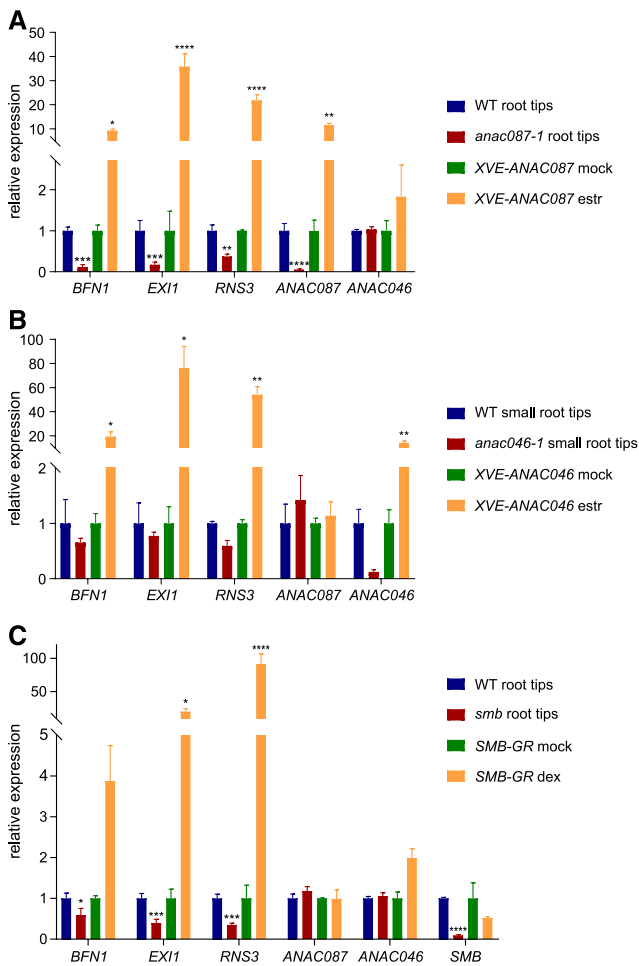 A
relative expression
50
40
30
20
10
2
1
0
*
****
****
**
***
***
**
****
BFN1 EXI1 RNS3 ANAC087 ANAC046
WT root tips
anac087-1 root tips
XVE-ANAC087 mock
XVE-ANAC087 estr
B
relative expression
100
80
60
40
20
2
1
0
*
*
**
**
BFN1 EXI1 RNS3 ANAC087 ANAC046
WT small root tips
anac046-1 small root tips
XVE-ANAC046 mock
XVE-ANAC046 estr
C
relative expression
100
50
5
4
2
1
0
*
****
*
***
***
****
BFN1 EXI1 RNS3 ANAC087 ANAC046 SMB
WT root tips
smb root tips
SMB-GR mock
SMB-GR dex